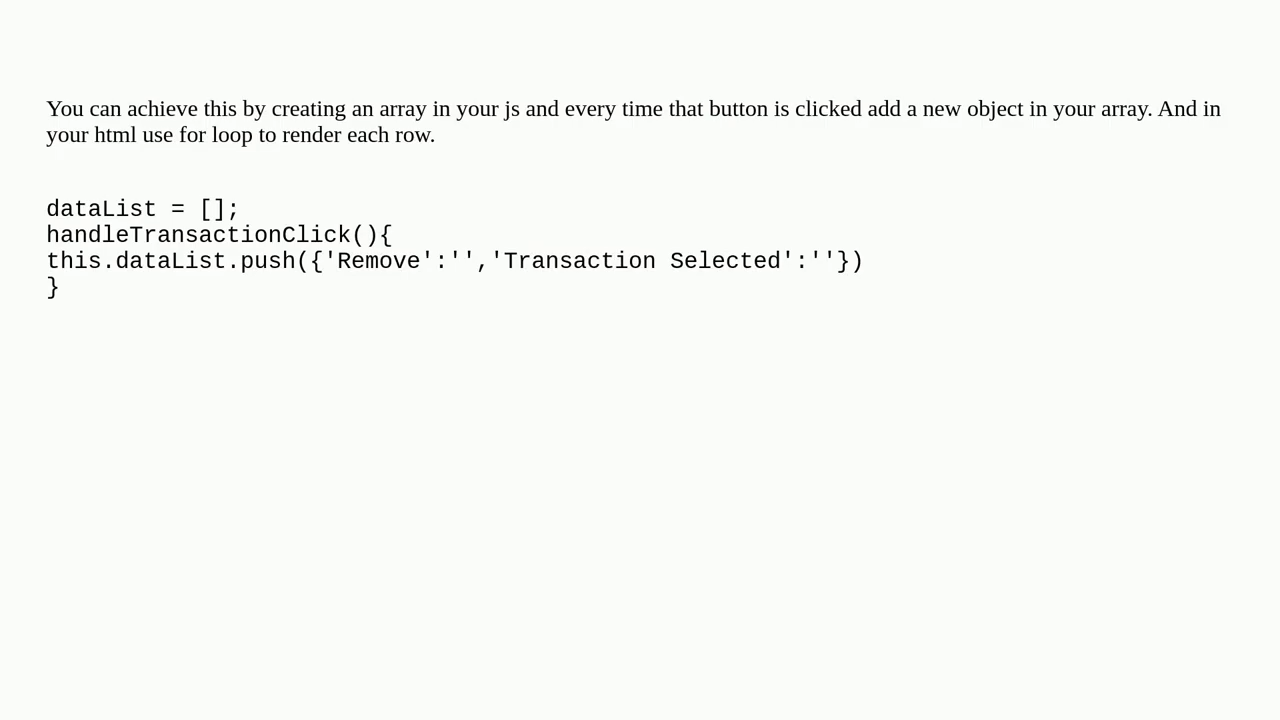 You can achieve this by creating an array in your js and every time that button is clicked add a new object in your array. And in
your html use for loop to render each row.
dataList = [];
handleTransactionClick(){
this.dataList.push({'Remove':'','Transaction Selected':''})
}